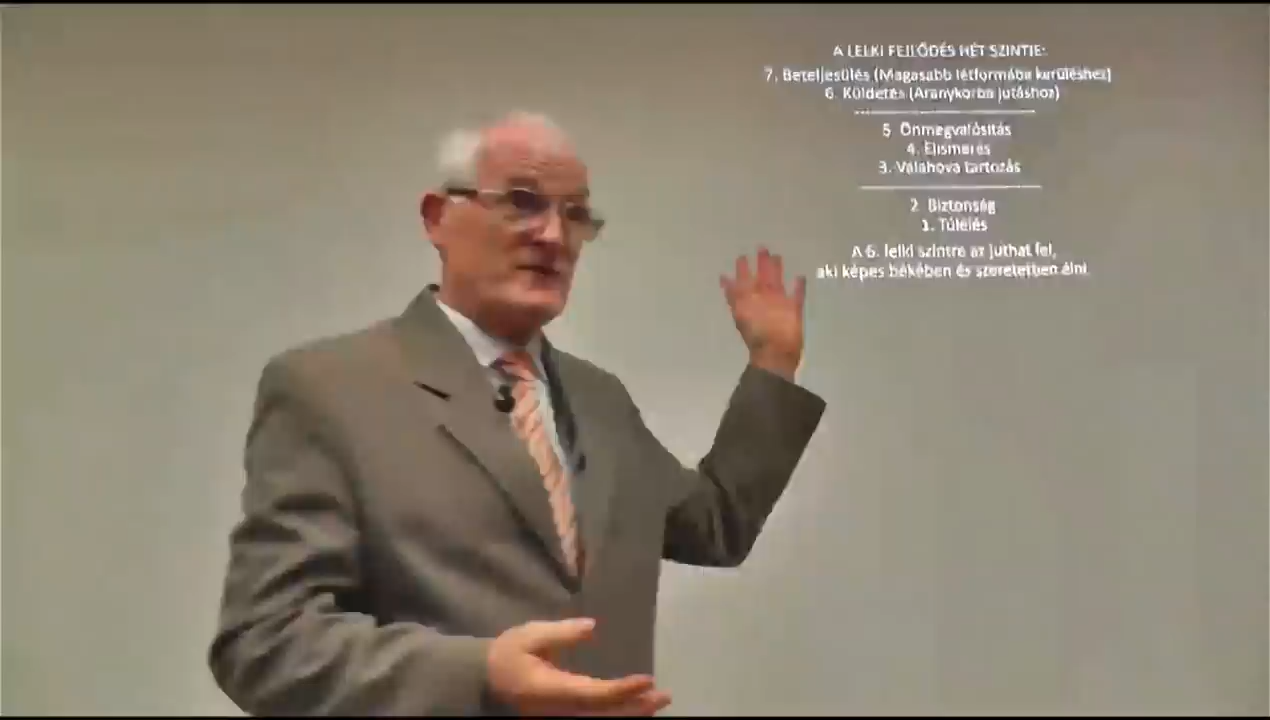 A LELKI FEJLŐDÉS HÉT SZINTJE:
7. Beteljesülés (Magasabb létformába kerüléshez)
6. Küldetés (Aranykorba jutáshoz)
5 Önmegvalósítás
4. Elismerés
3. Valahova tartozás
2 Biztonság
1. Túlélés
A 6. lelki szintre az juthat fel,
aki képes békében és szeretetben élni